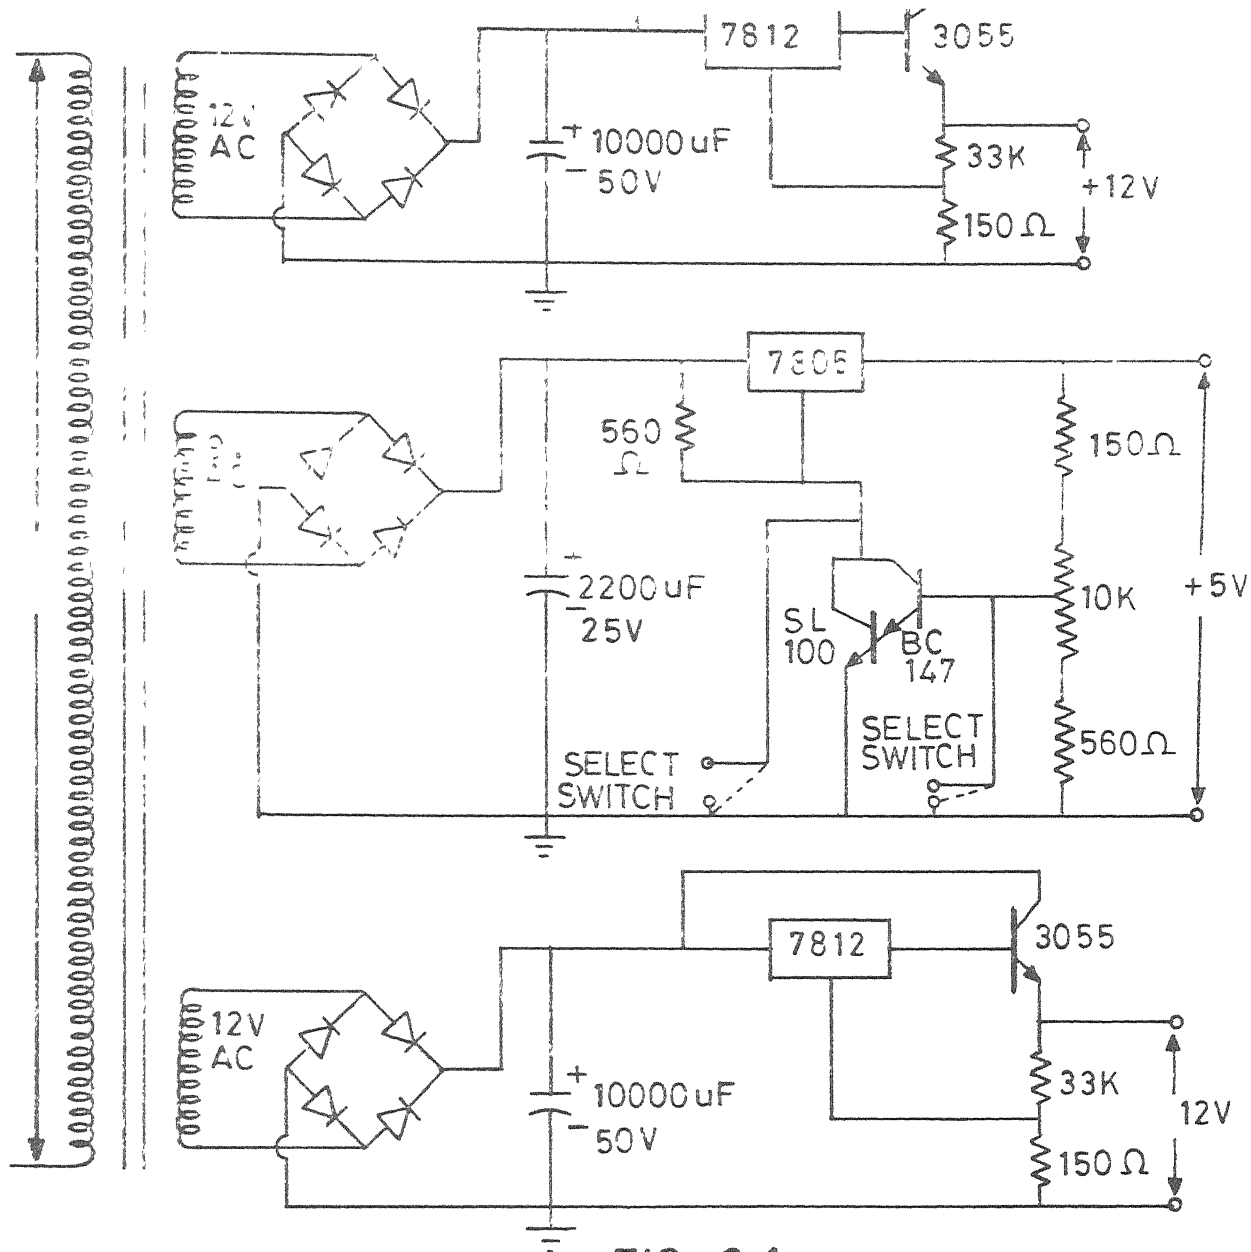 7812
3055
12V
AC
+
10000uF
−
50V
33K
+12V
150Ω
7805
560
Ω
150Ω
+
2200uF
−
25V
10K
+5V
SL
100
BC
147
SELECT
SWITCH
560Ω
SELECT
SWITCH
7812
3055
12V
AC
+
10000uF
−
50V
33K
12V
150Ω